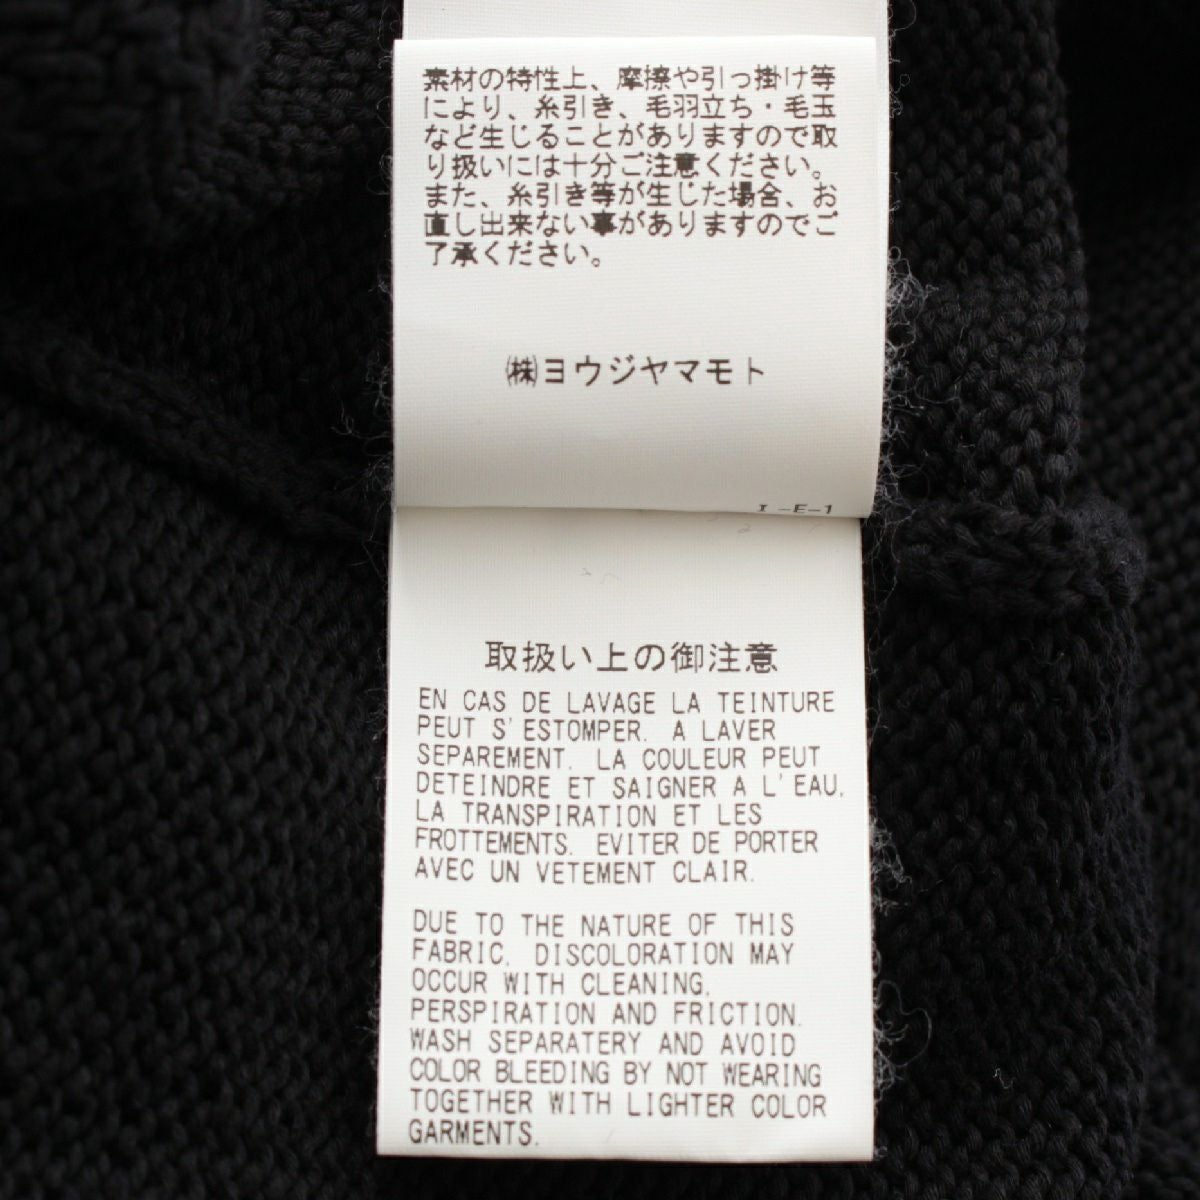 素材の特性上、摩擦や引っ掛け等
により、糸引き、毛羽立ち・毛玉
など生じることがありますので取
り扱いには十分ご注意ください。
また、糸引き等が生じた場合、お
直し出来ない事がありますのでご
了承ください。
㈱ヨウジヤマモト
I-E-1
取扱い上の御注意
EN CAS DE LAVAGE LA TEINTURE
PEUT S'ESTOMPER. A LAVER
SEPAREMENT. LA COULEUR PEUT
DETEINDRE ET SAIGNER A L'EAU,
LA TRANSPIRATION ET LES
FROTTEMENTS. EVITER DE PORTER
AVEC UN VETEMENT CLAIR.
DUE TO THE NATURE OF THIS
FABRIC, DISCOLORATION MAY
OCCUR WITH CLEANING,
PERSPIRATION AND FRICTION.
WASH SEPARATERY AND AVOID
COLOR BLEEDING BY NOT WEARING
TOGETHER WITH LIGHTER COLOR
GARMENTS.